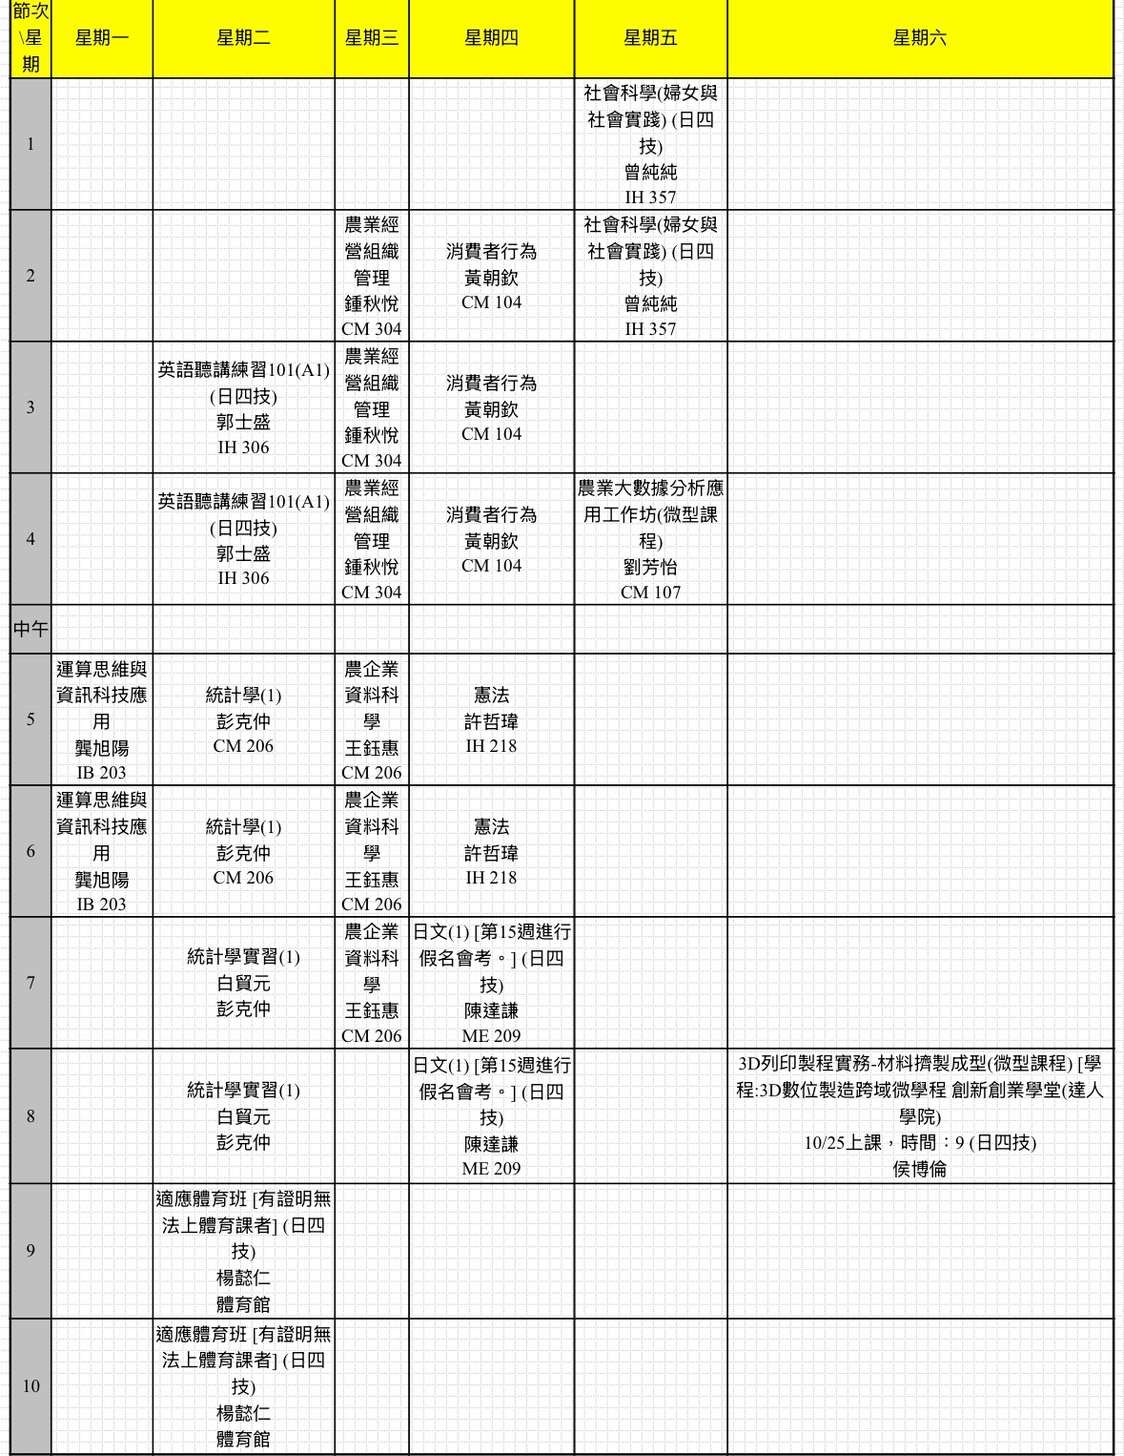 節次
\星
期
星期一
星期二
星期三
星期四
星期五
星期六
1
社會科學(婦女與
社會實踐) (日四
技)
曾純純
IH 357
2
農業經
營組織
管理
鍾秋悅
CM 304
消費者行為
黃朝欽
CM 104
社會科學(婦女與
社會實踐) (日四
技)
曾純純
IH 357
3
英語聽講練習101(A1)
(日四技)
郭士盛
IH 306
農業經
營組織
管理
鍾秋悅
CM 304
消費者行為
黃朝欽
CM 104
4
英語聽講練習101(A1)
(日四技)
郭士盛
IH 306
農業經
營組織
管理
鍾秋悅
CM 304
消費者行為
黃朝欽
CM 104
農業大數據分析應
用工作坊(微型課
程)
劉芳怡
CM 107
中午
5
運算思維與
資訊科技應
用
龔旭陽
IB 203
統計學(1)
彭克仲
CM 206
農企業
資料科
學
王鈺惠
CM 206
憲法
許哲瑋
IH 218
6
運算思維與
資訊科技應
用
龔旭陽
IB 203
統計學(1)
彭克仲
CM 206
農企業
資料科
學
王鈺惠
CM 206
憲法
許哲瑋
IH 218
7
統計學實習(1)
白貿元
彭克仲
農企業
資料科
學
王鈺惠
CM 206
日文(1) [第15週進行
假名會考。] (日四
技)
陳達謙
ME 209
8
統計學實習(1)
白貿元
彭克仲
日文(1) [第15週進行
假名會考。] (日四
技)
陳達謙
ME 209
3D列印製程實務-材料擠製成型(微型課程) [學
程:3D數位製造跨域微學程 創新創業學堂(達人
學院)
10/25上課，時間：9 (日四技)
侯博倫
9
適應體育班 [有證明無
法上體育課者] (日四
技)
楊懿仁
體育館
10
適應體育班 [有證明無
法上體育課者] (日四
技)
楊懿仁
體育館